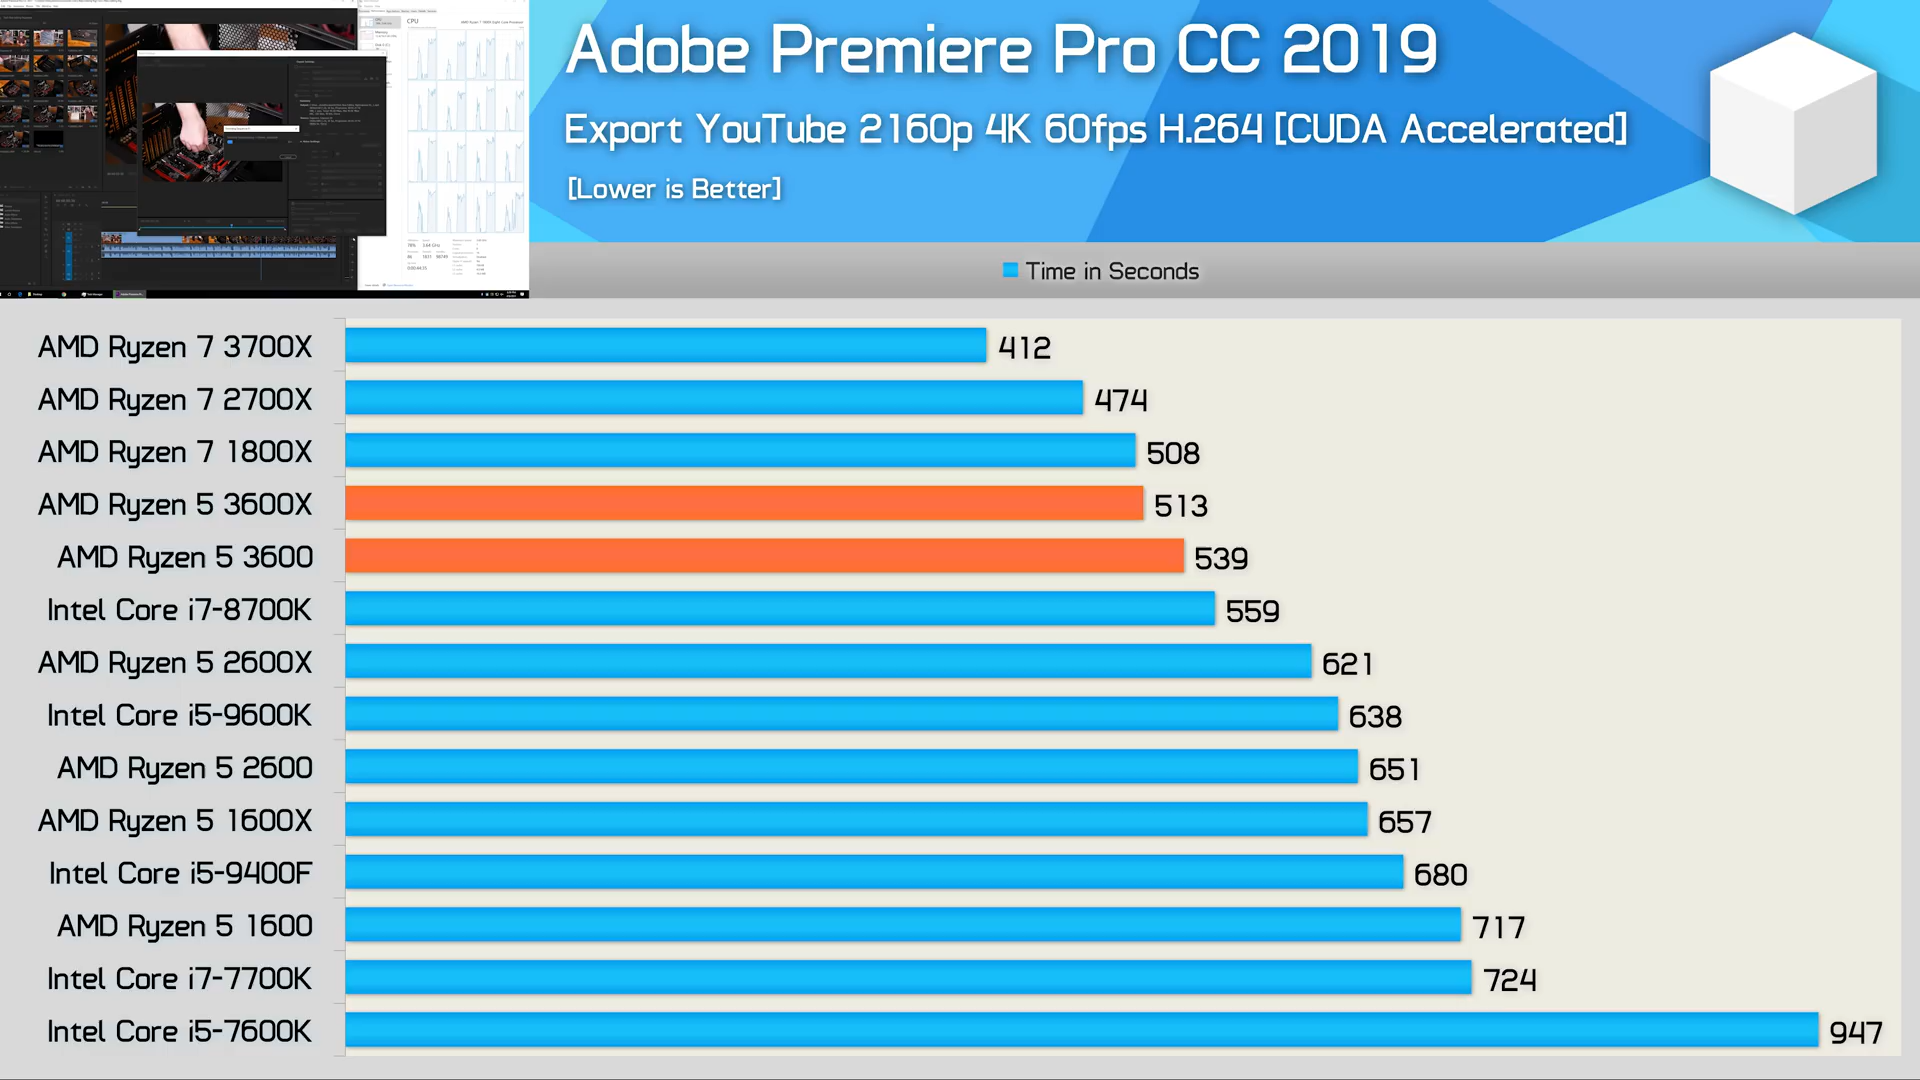 CPU
Adobe Premiere Pro CC 2019
Export YouTube 2160p 4K 60fps H.264 [CUDA Accelerated]
[Lower is Better]
Time in Seconds
AMD Ryzen 7 3700X 412
AMD Ryzen 7 2700X 474
AMD Ryzen 7 1800X 508
AMD Ryzen 5 3600X 513
AMD Ryzen 5 3600 539
Intel Core i7-8700K 559
AMD Ryzen 5 2600X 621
Intel Core i5-9600K 638
AMD Ryzen 5 2600 651
AMD Ryzen 5 1600X 657
Intel Core i5-9400F 680
AMD Ryzen 5 1600 717
Intel Core i7-7700K 724
Intel Core i5-7600K 947